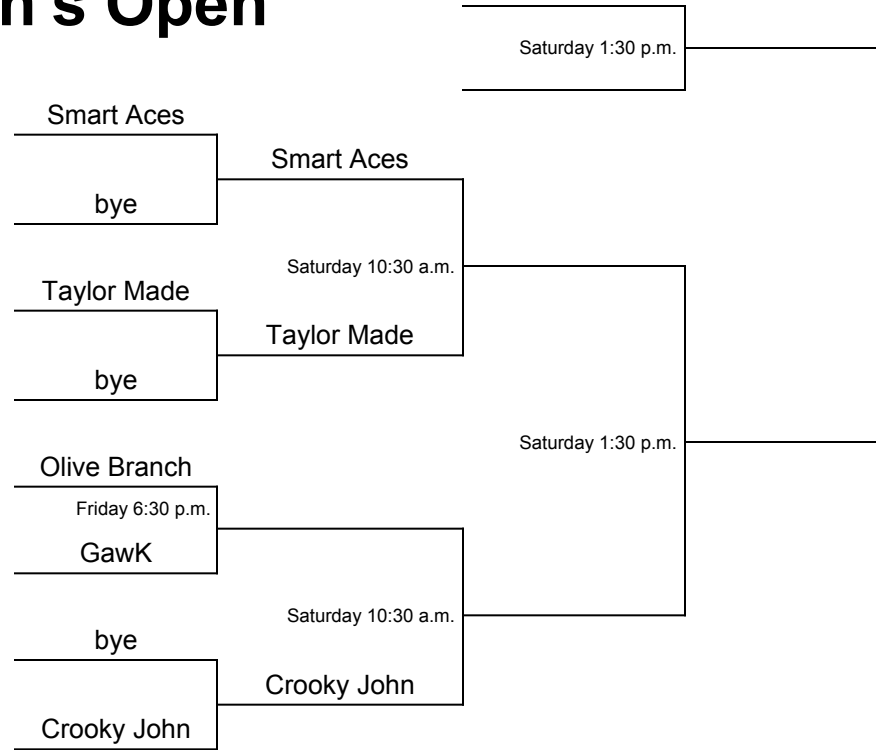 n's Open
Saturday 1:30 p.m.
Smart Aces
Smart Aces
bye
Saturday 10:30 a.m.
Taylor Made
Taylor Made
bye
Saturday 1:30 p.m.
Olive Branch
Friday 6:30 p.m.
GawK
Saturday 10:30 a.m.
bye
Crooky John
Crooky John